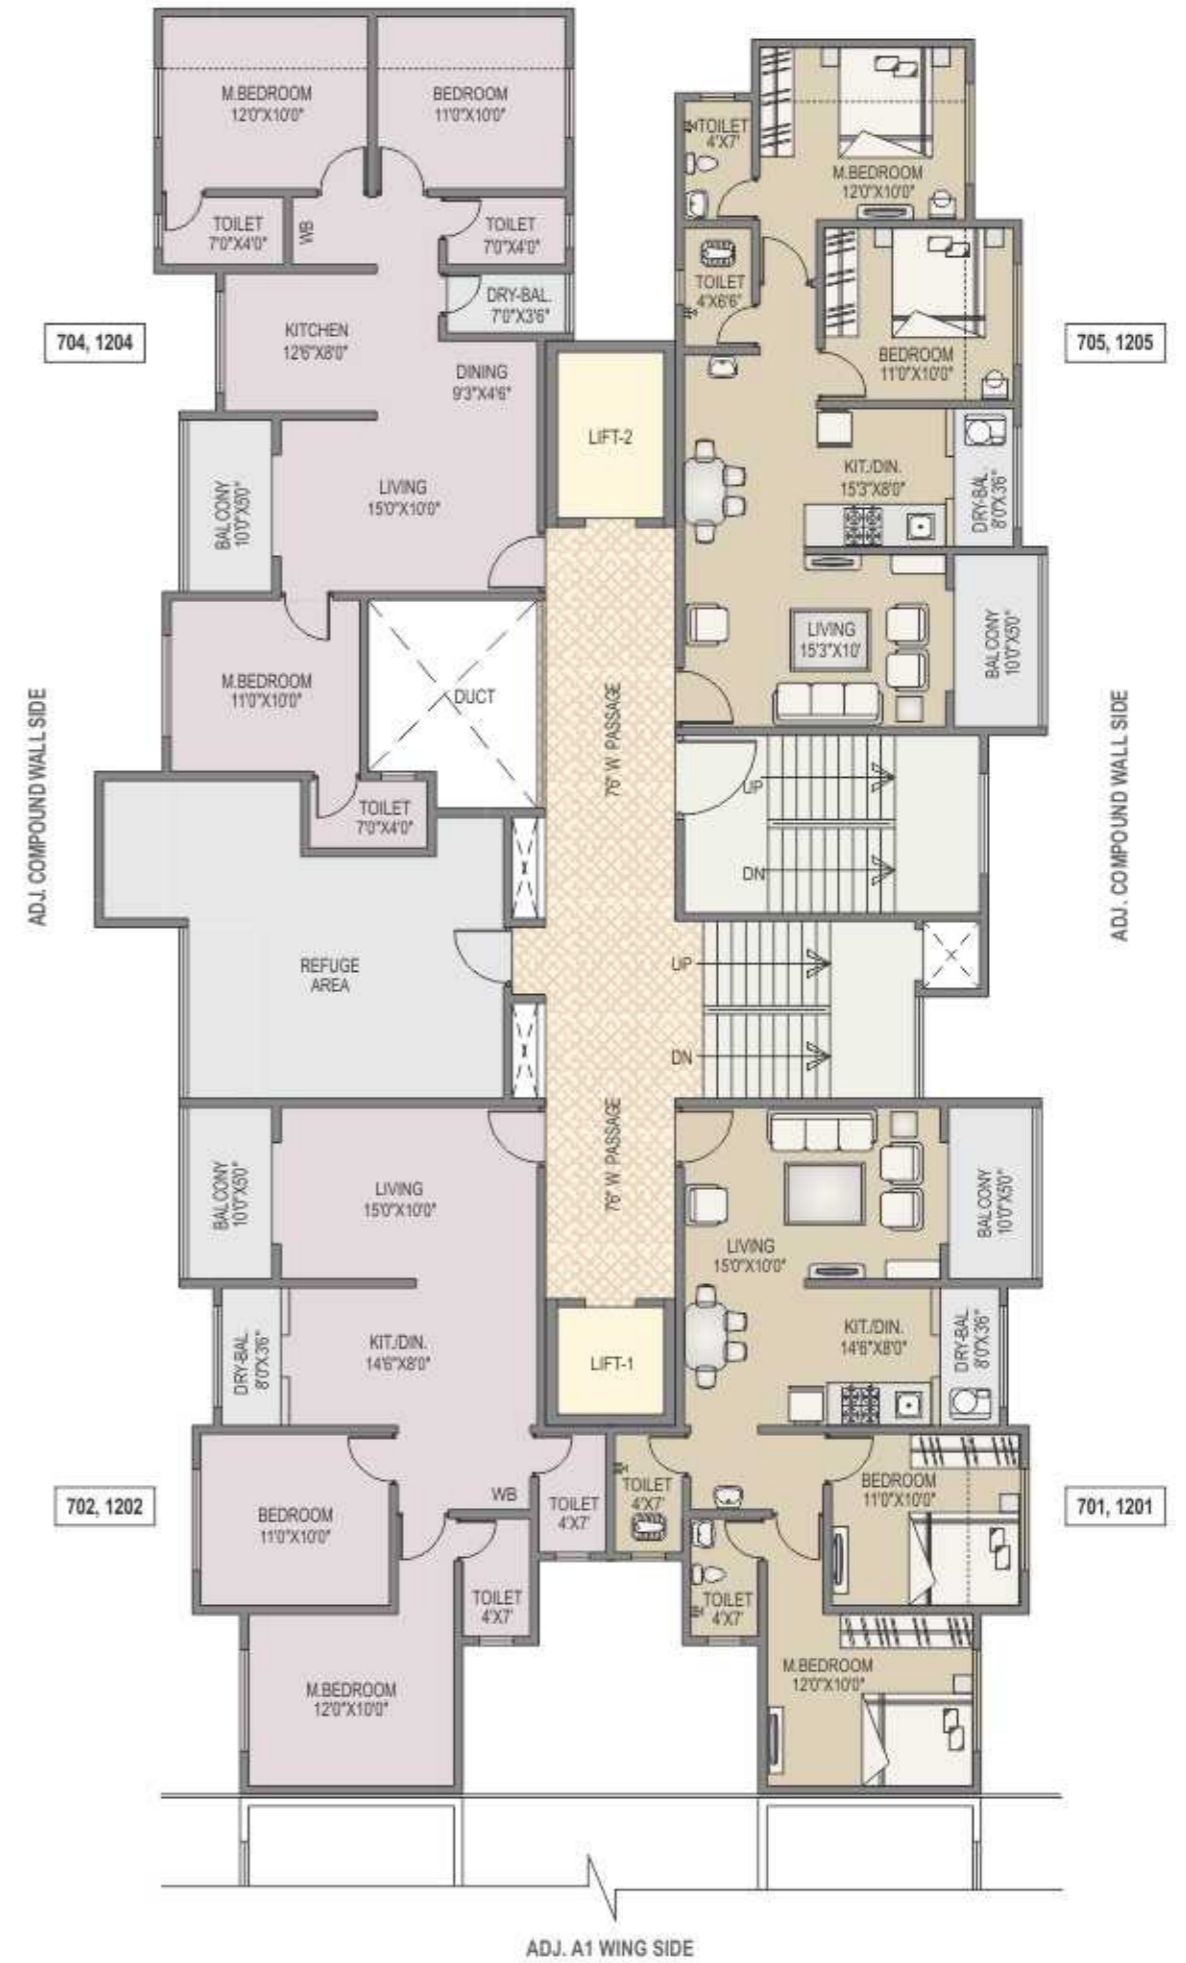 M.BEDROOM
12'0"X10'0"
BEDROOM
11'0"X10'0"
TOILET
7'0"X4'0"
WB
TOILET
7'0"X4'0"
DRY-BAL.
7'0"X3'6"
KITCHEN
12'6"X8'0"
DINING
9'3"X4'6"
704, 1204
LIVING
15'0"X10'0"
BALCONY
10'0"X5'0"
M.BEDROOM
11'0"X10'0"
TOILET
7'0"X4'0"
DUCT
LIFT-2
TOILET
4'X7'
M.BEDROOM
12'0"X10'0"
TOILET
4'X6'6"
BEDROOM
11'0"X10'0"
705, 1205
KIT./DIN.
15'3"X8'0"
DRY-BAL.
8'0"X3'6"
LIVING
15'3"X10'
BALCONY
10'0"X5'0"
7'6" W PASSAGE
ADJ. COMPOUND WALL SIDE
ADJ. COMPOUND WALL SIDE
UP
DN
REFUGE
AREA
UP
DN
7'6" W PASSAGE
BALCONY
10'0"X5'0"
LIVING
15'0"X10'0"
DRY-BAL.
8'0"X3'6"
KIT./DIN.
14'6"X8'0"
LIFT-1
LIVING
15'0"X10'0"
BALCONY
10'0"X5'0"
KIT./DIN.
14'6"X8'0"
DRY-BAL.
8'0"X3'6"
702, 1202
BEDROOM
11'0"X10'0"
WB
TOILET
4'X7'
TOILET
4'X7'
M.BEDROOM
12'0"X10'0"
TOILET
4'X7'
BEDROOM
11'0"X10'0"
701, 1201
TOILET
4'X7'
M.BEDROOM
12'0"X10'0"
ADJ. A1 WING SIDE